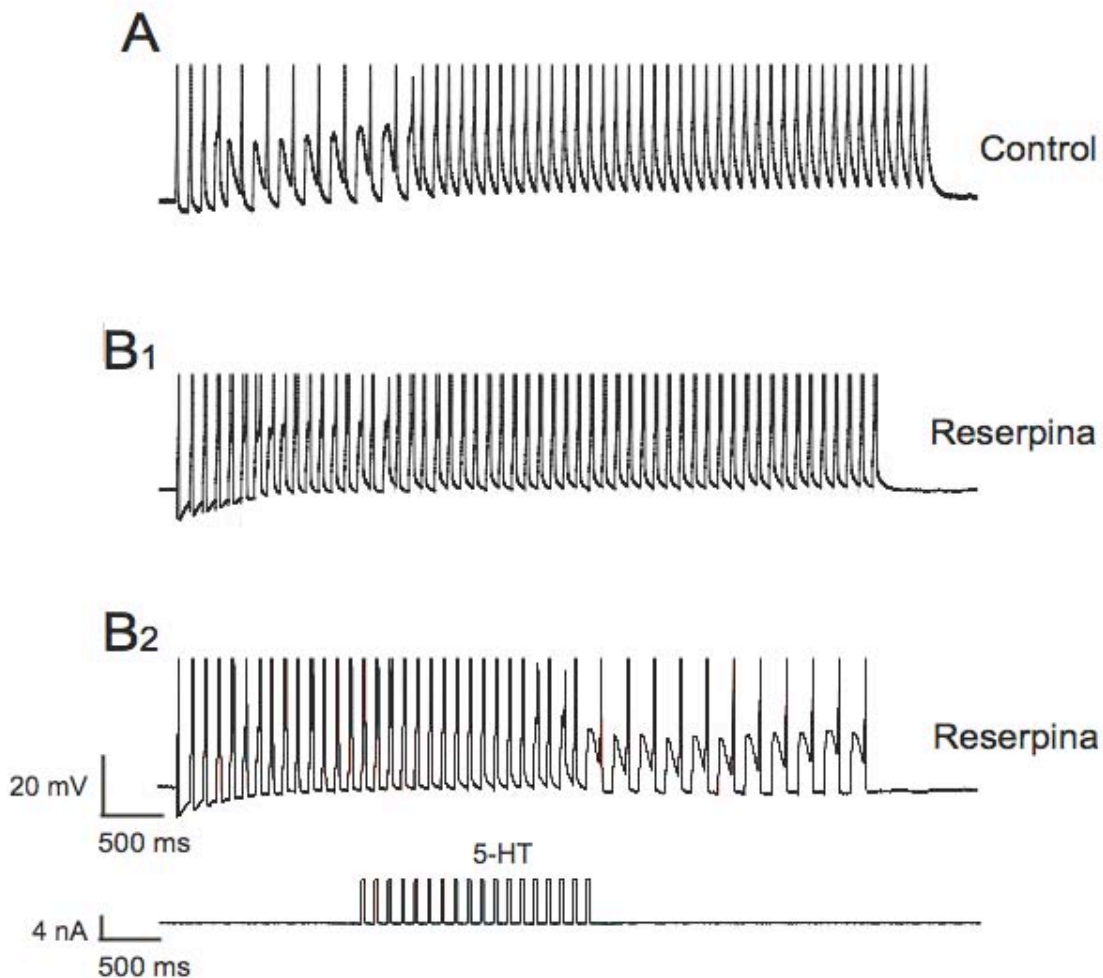 A
Control
B1
Reserpina
B2
Reserpina
20 mV
500 ms
5-HT
4 nA
500 ms